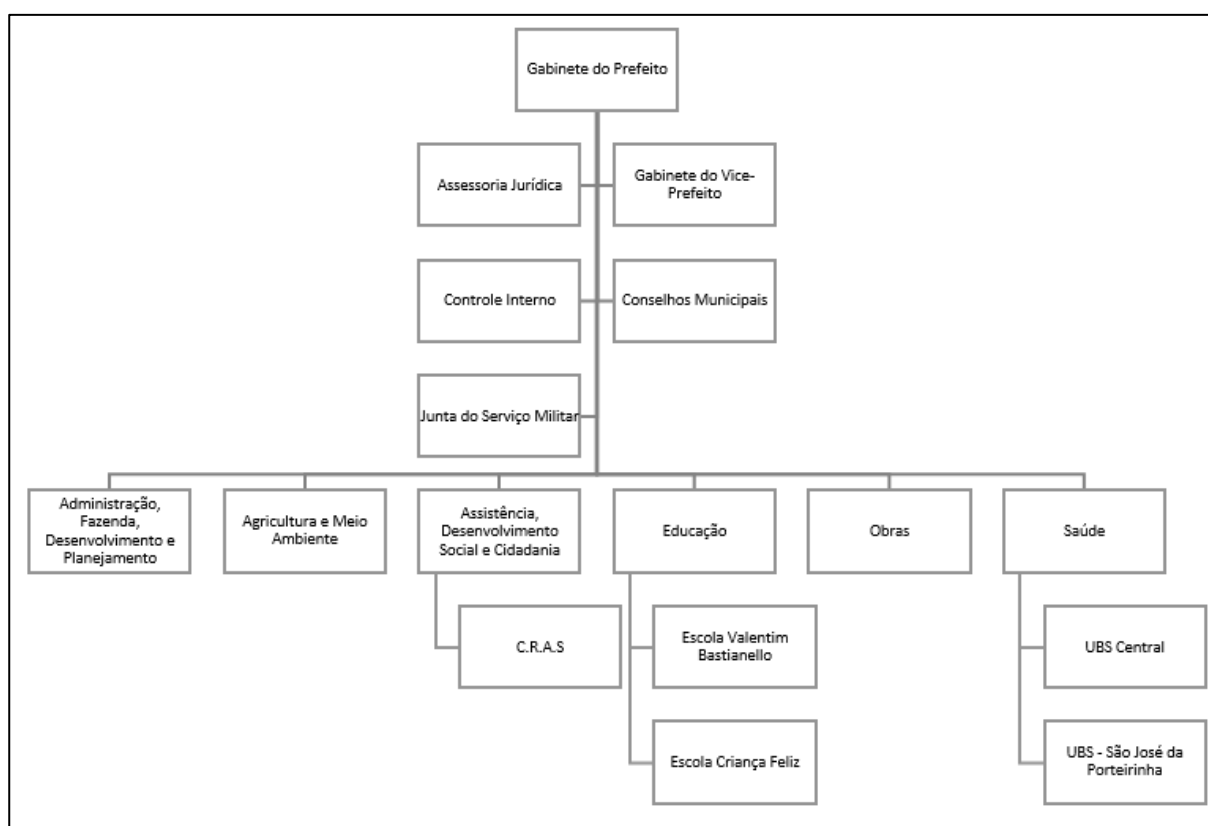 Gabinete do Prefeito
Assessoria Jurídica
Gabinete do Vice-
Prefeito
Controle Interno
Conselhos Municipais
Junta do Serviço Militar
Administração,
Fazenda,
Desenvolvimento e
Planejamento
Agricultura e Meio
Ambiente
Assistência,
Desenvolvimento
Social e Cidadania
Educação
Obras
Saúde
C.R.A.S
Escola Valentim
Bastianello
UBS Central
Escola Criança Feliz
UBS - São José da
Porteirinha